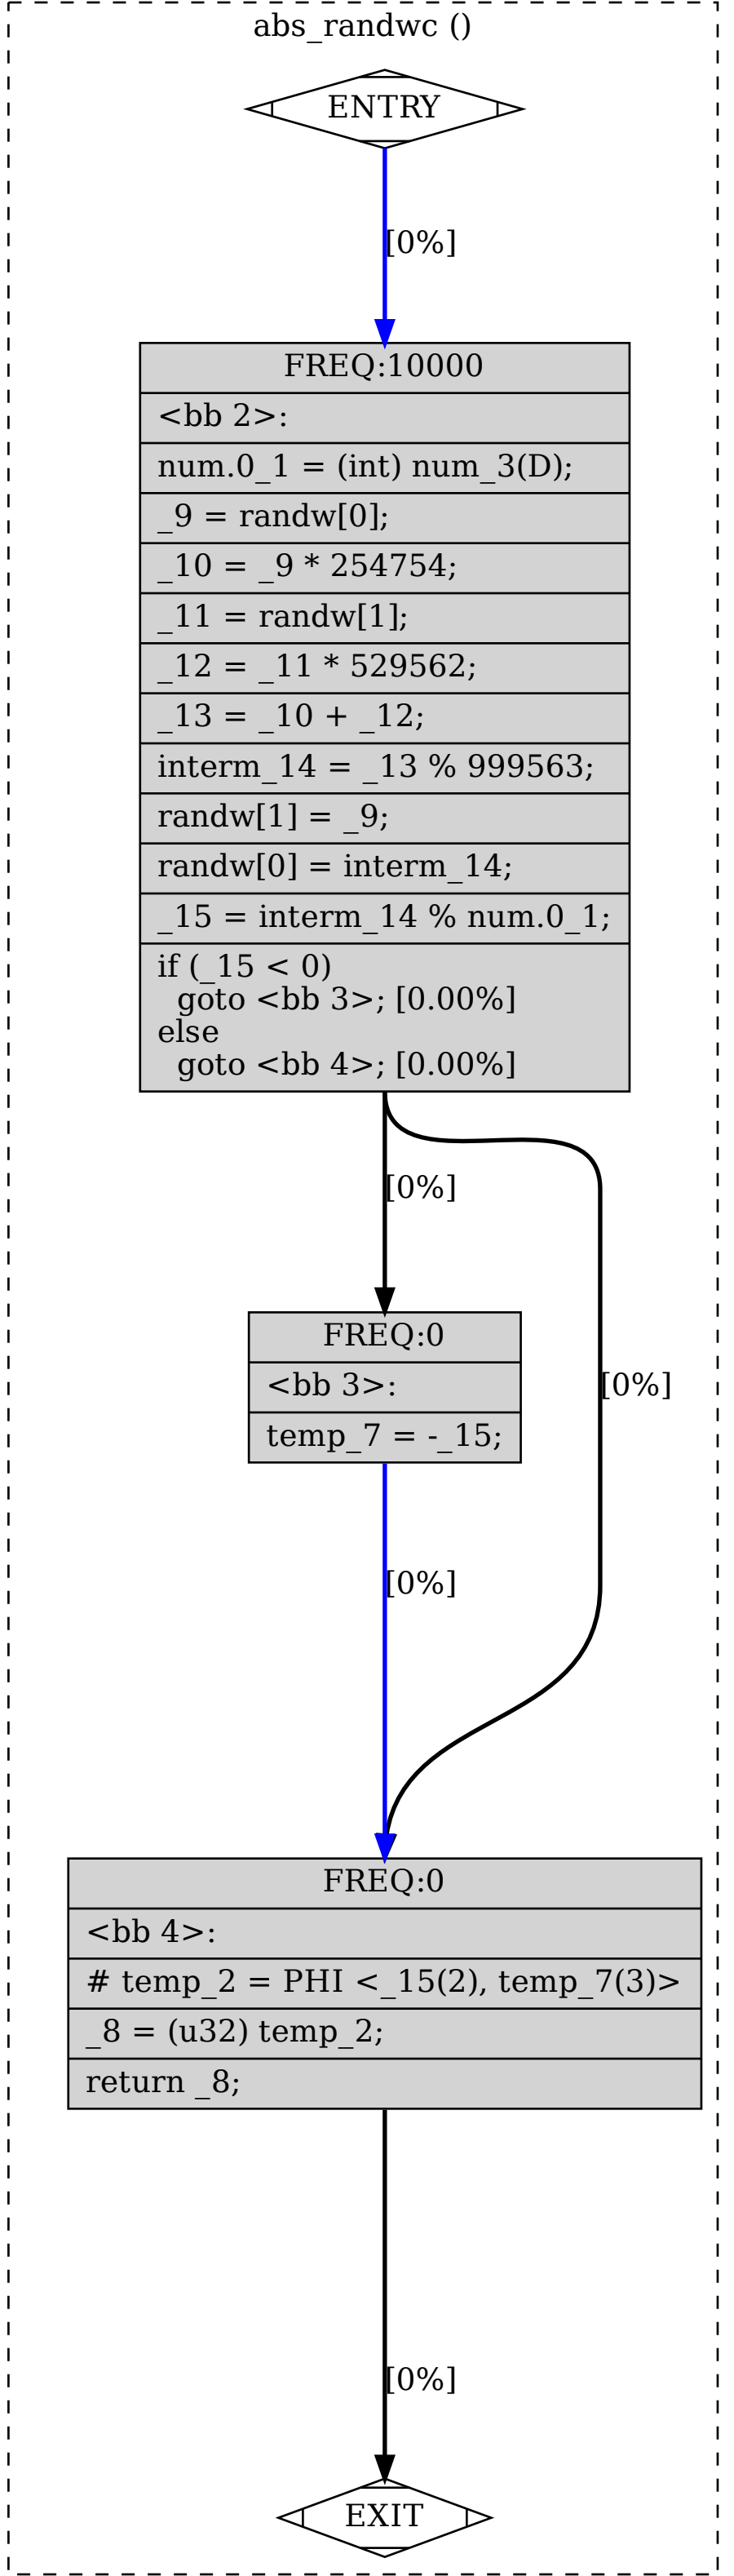 abs_randwc ()
ENTRY
[0%]
FREQ:10000
<bb 2>:
num.0_1 = (int) num_3(D);
_9 = randw[0];
_10 = _9 * 254754;
_11 = randw[1];
_12 = _11 * 529562;
_13 = _10 + _12;
interm_14 = _13 % 999563;
randw[1] = _9;
randw[0] = interm_14;
_15 = interm_14 % num.0_1;
if (_15 < 0)
  goto <bb 3>; [0.00%]
else
  goto <bb 4>; [0.00%]
[0%]
FREQ:0
<bb 3>:
[0%]
temp_7 = -_15;
[0%]
FREQ:0
<bb 4>:
# temp_2 = PHI <_15(2), temp_7(3)>
_8 = (u32) temp_2;
return _8;
[0%]
EXIT